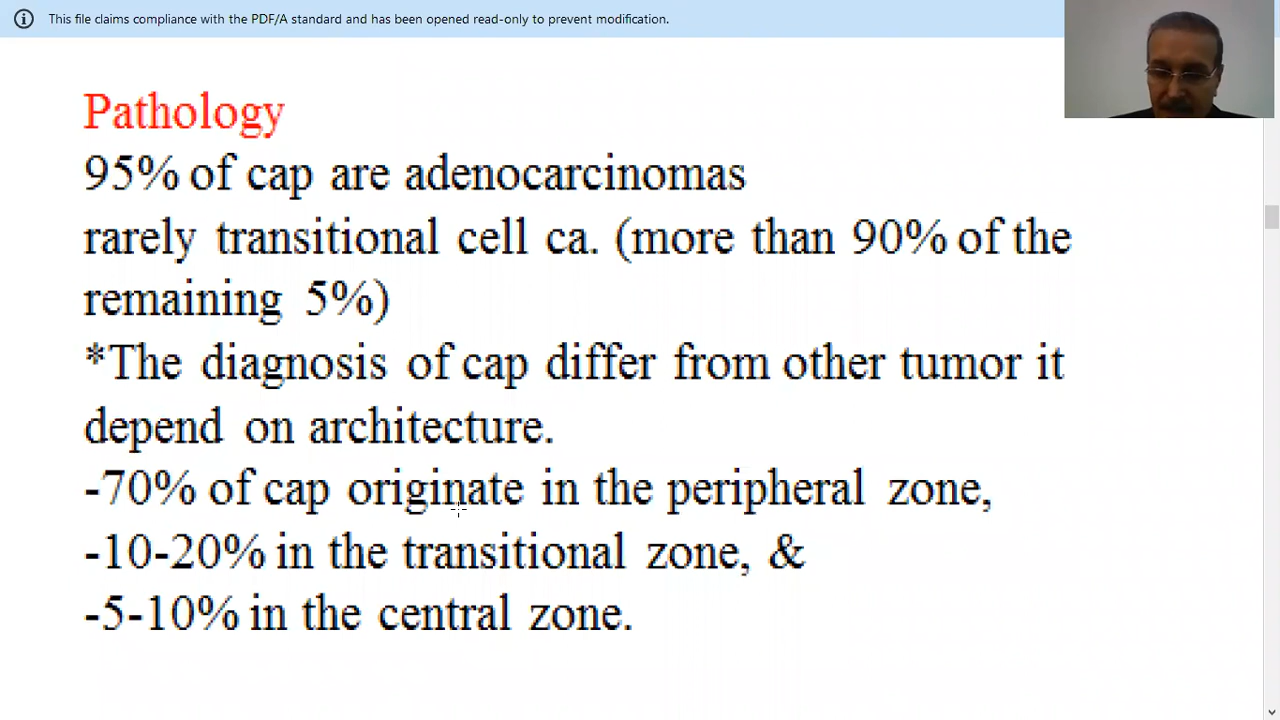 This file claims compliance with the PDF/A standard and has been opened read-only to prevent modification.
Pathology
95% of cap are adenocarcinomas
rarely transitional cell ca. (more than 90% of the
remaining 5%)
*The diagnosis of cap differ from other tumor it
depend on architecture.
-70% of cap originate in the peripheral zone,
-10-20% in the transitional zone, &
-5-10% in the central zone.